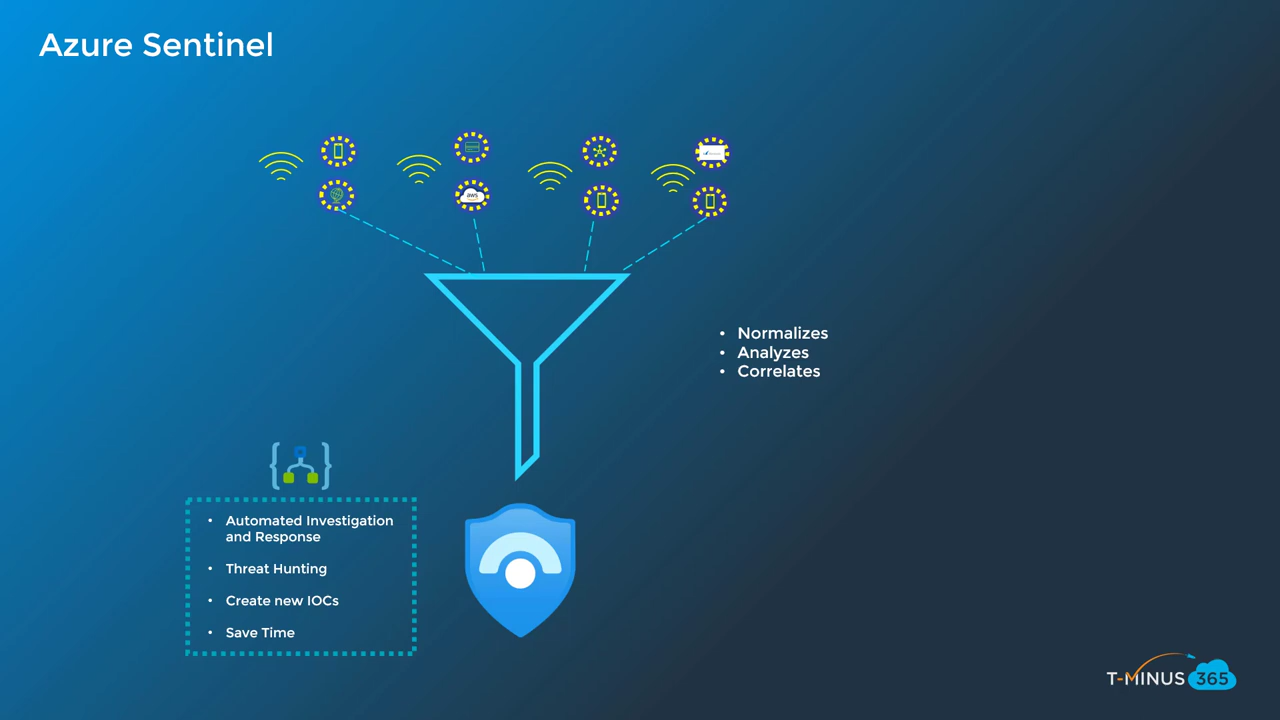 Azure Sentinel
aws
• Normalizes
• Analyzes
• Correlates
• Automated Investigation
and Response
• Threat Hunting
• Create new IOCs
• Save Time
T-MINUS 365